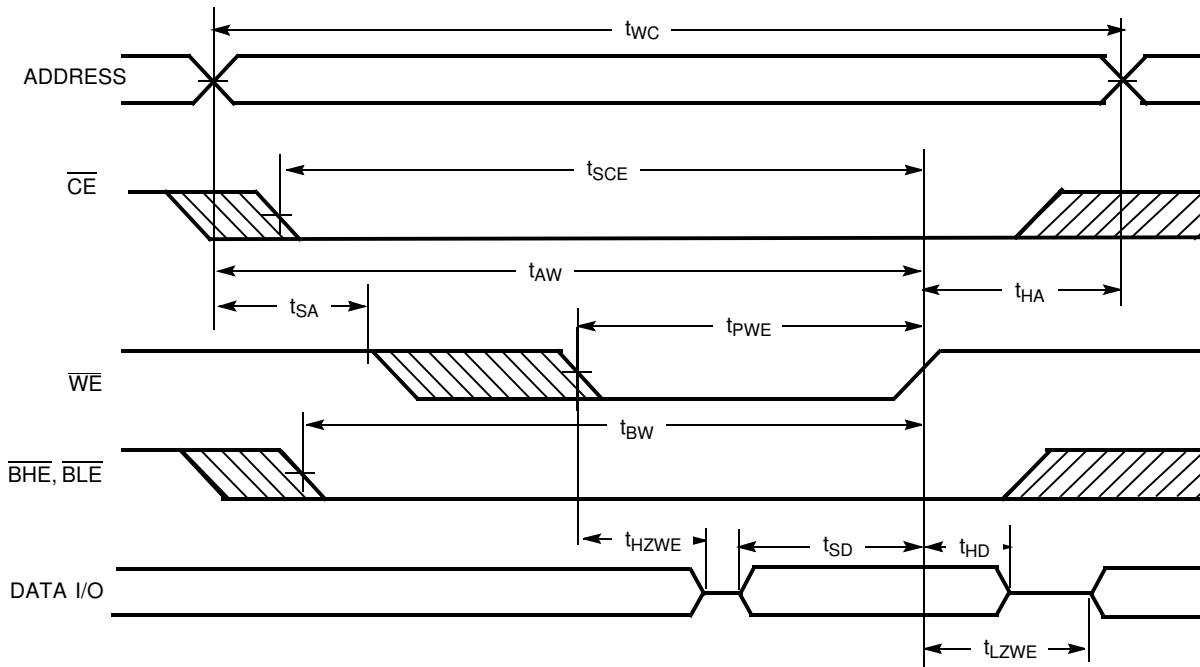 tWC
ADDRESS
tSCE
CE
tAW
tSA
tHA
tPWE
WE
tBW
BHE, BLE
tHZWE
tSD
tHD
DATA I/O
tLZWE